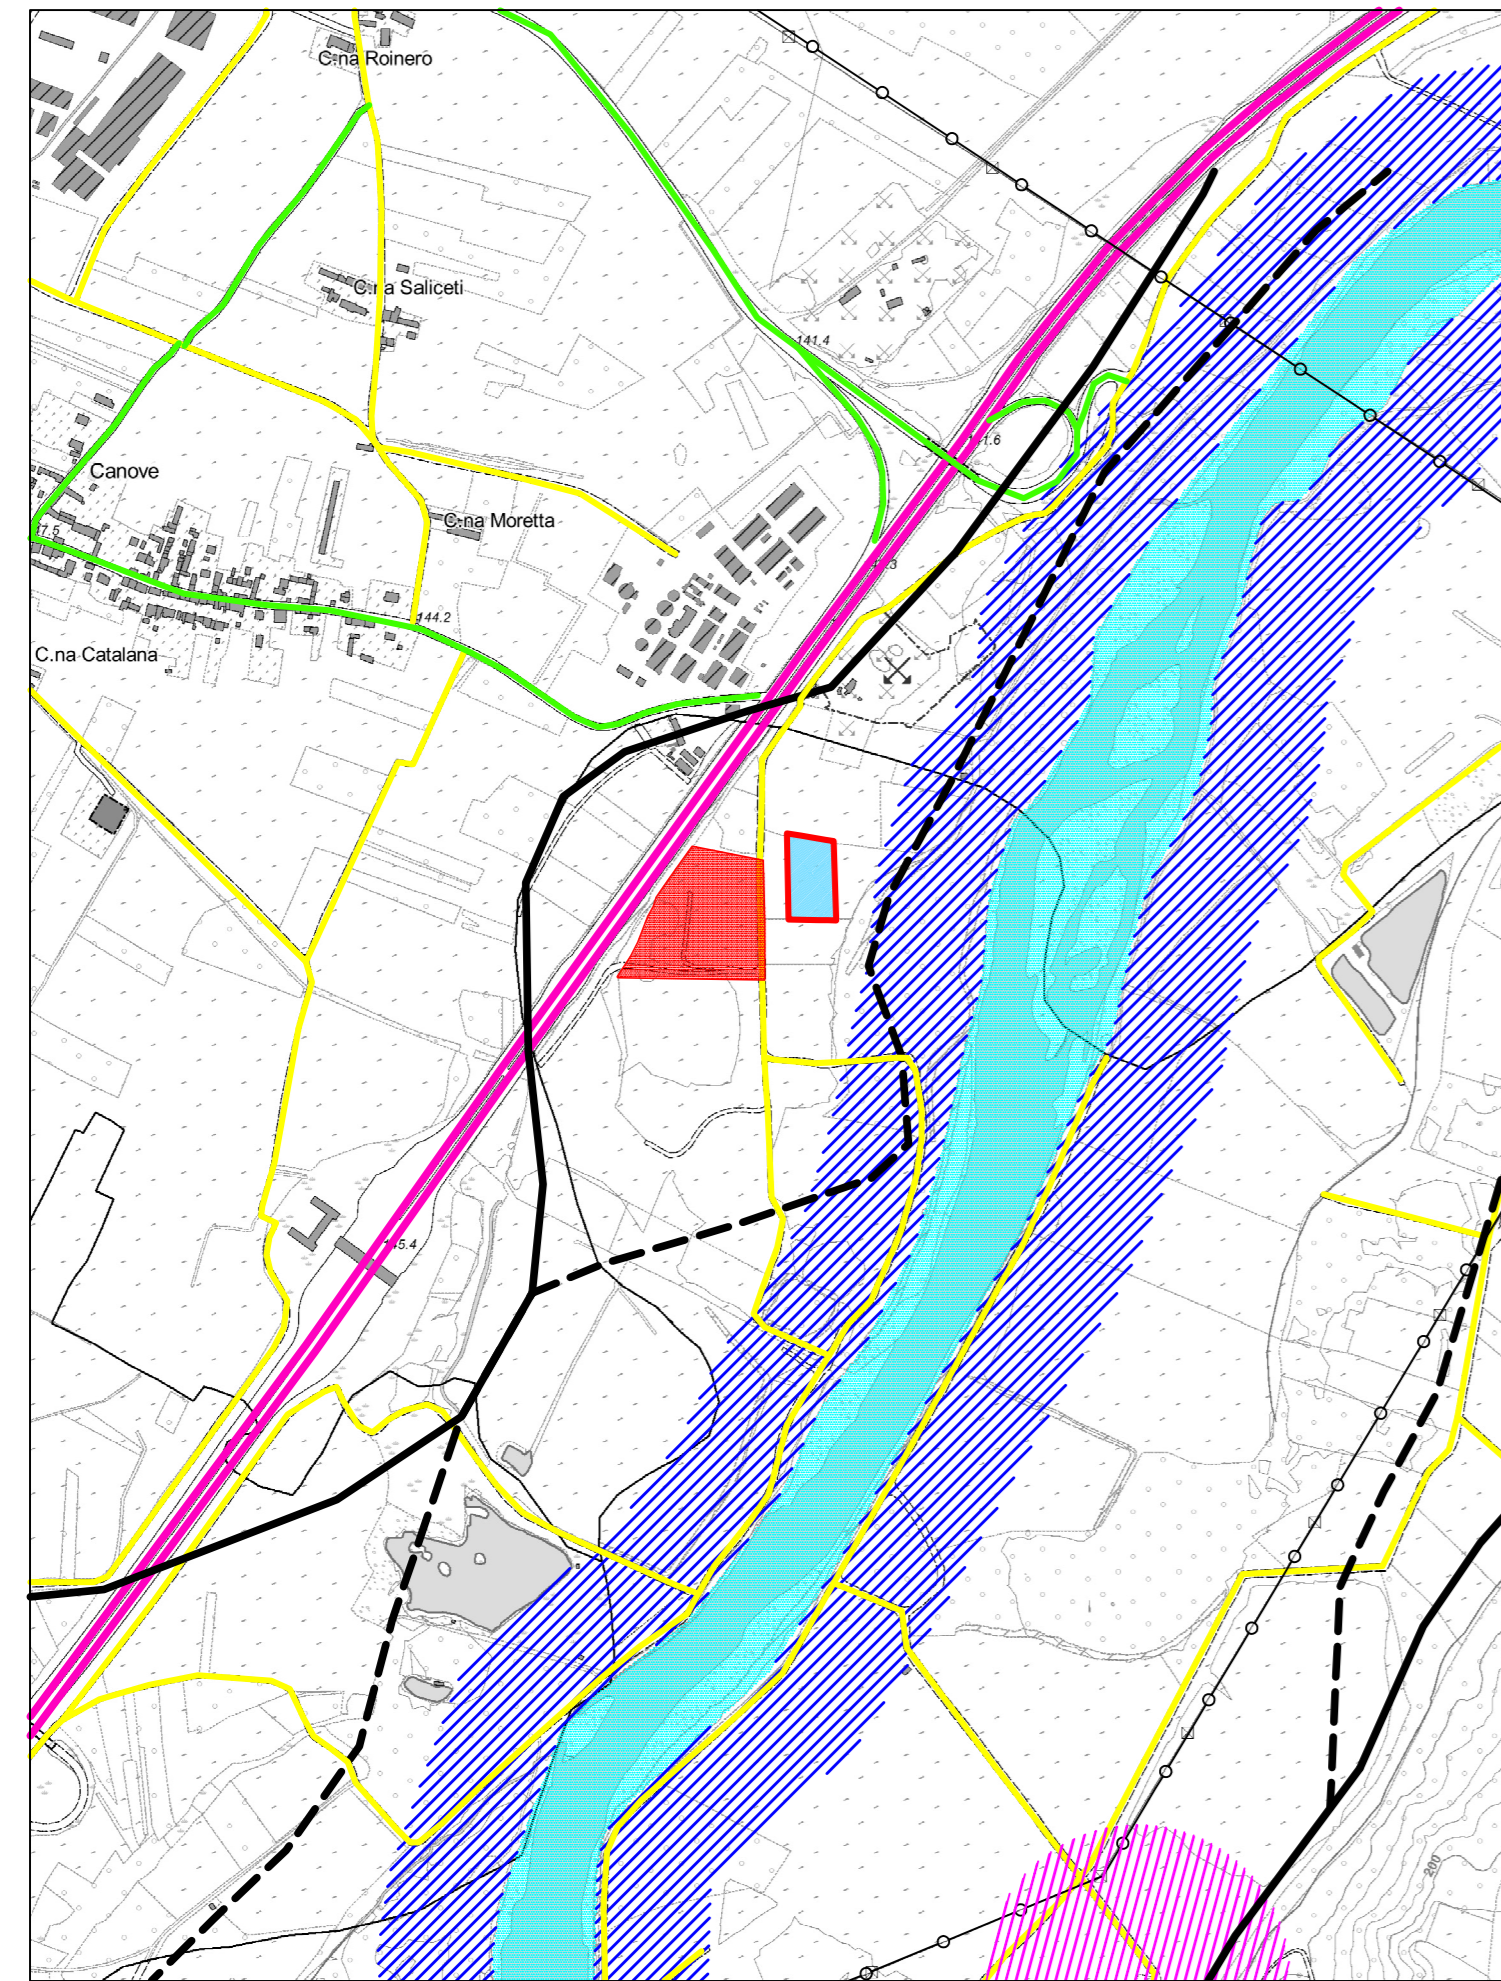 C.na Roinero
C.na Saliceti
141.4
Canove
C.na Moretta
144.2
C.na Catalana
145.4
200